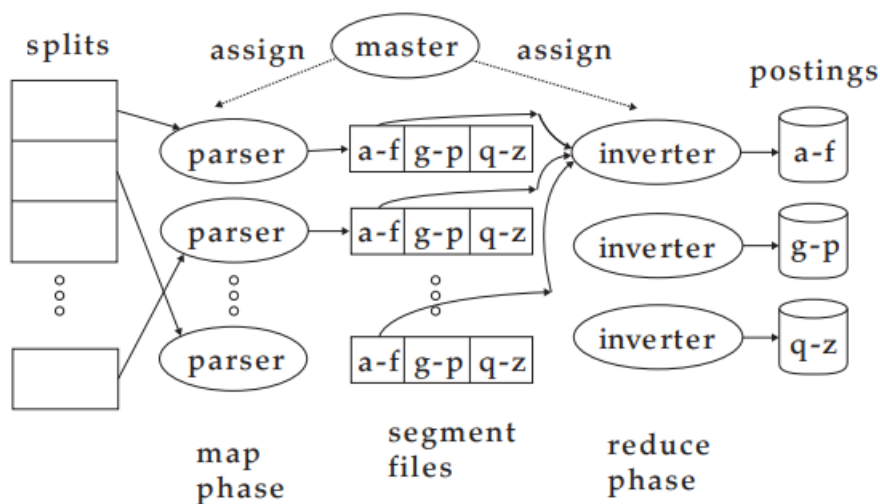 splits
assign
master
assign
postings
parser
a-f g-p q-z
inverter
a-f
parser
a-f g-p q-z
inverter
g-p
parser
a-f g-p q-z
inverter
q-z
map
phase
segment
files
reduce
phase